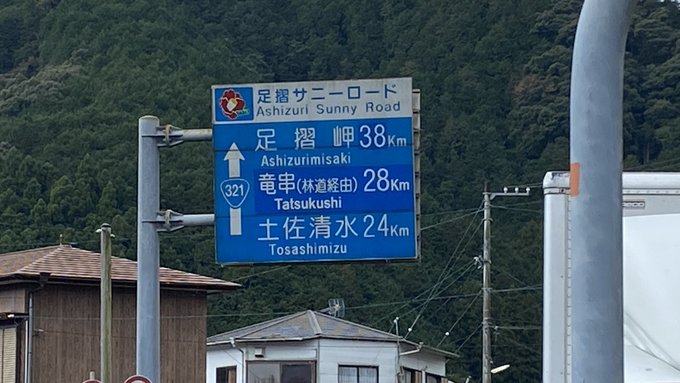 足摺サニーロード
Ashizuri Sunny Road
足摺岬 38Km
Ashizurimisaki
竜串(林道経由) 28Km
Tatsukushi
321
土佐清水 24Km
Tosashimizu